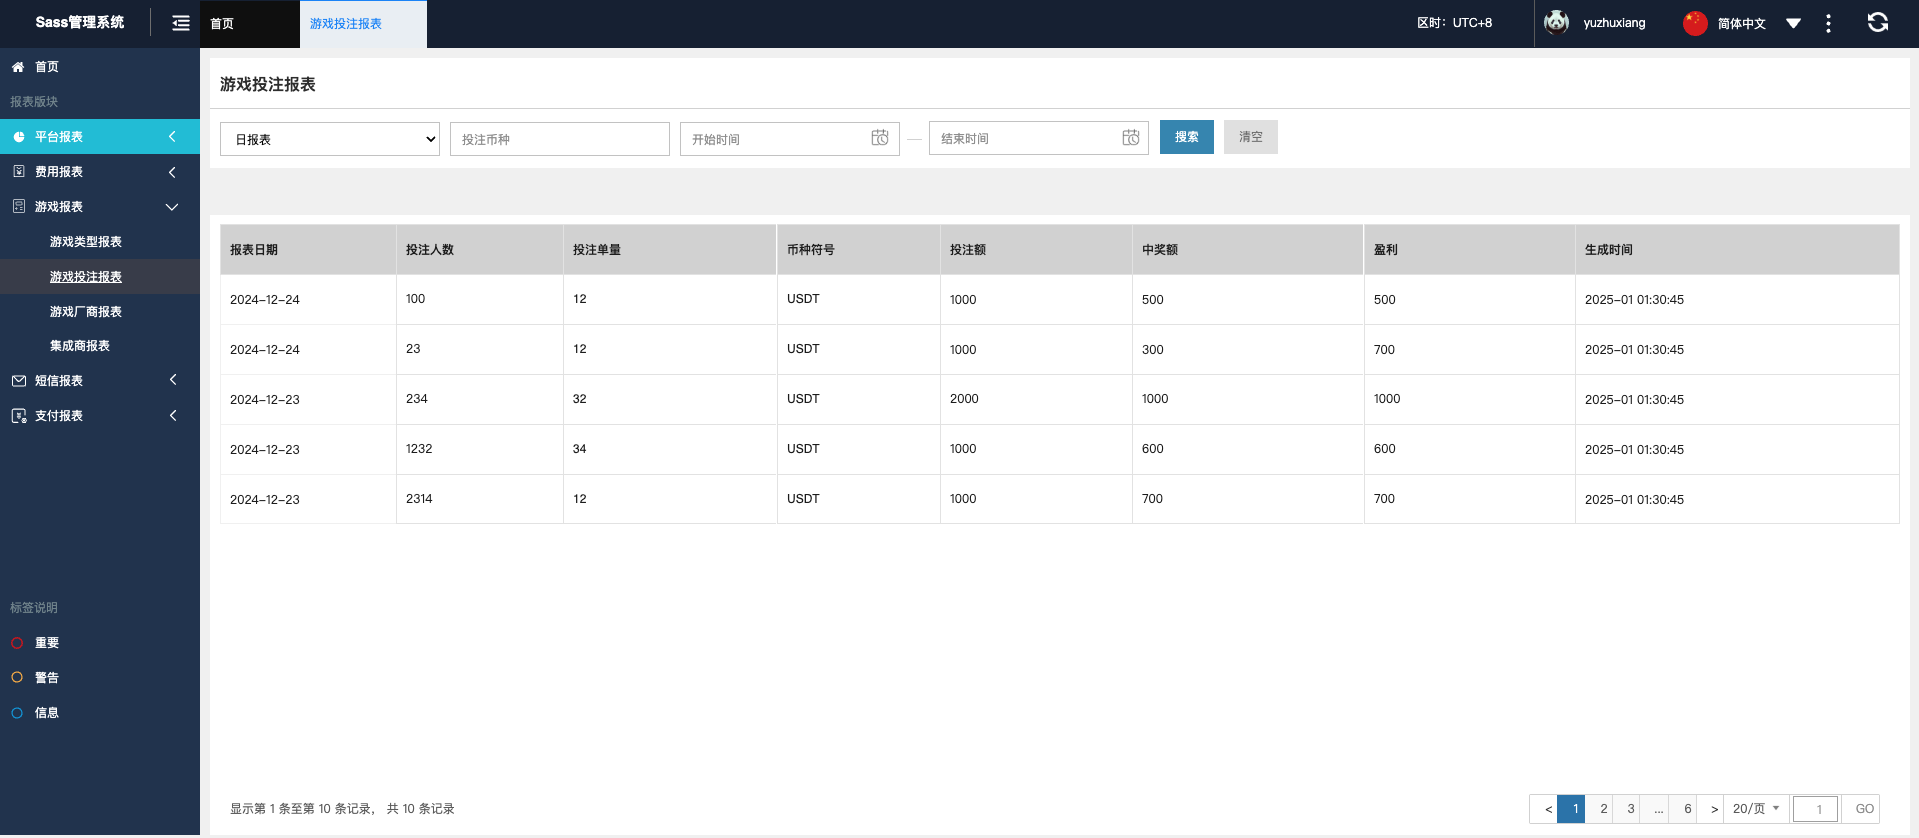 Sass管理系统
首页
游戏投注报表
区时：UTC+8
yuzhuxiang
简体中文
首页
报表版块
平台报表
费用报表
游戏报表
游戏类型报表
游戏投注报表
游戏厂商报表
集成商报表
短信报表
支付报表
标签说明
重要
警告
信息
游戏投注报表
日报表 投注币种 开始时间 — 结束时间 搜索 清空
报表日期 投注人数 投注单量 币种符号 投注额 中奖额 盈利 生成时间
2024-12-24 100 12 USDT 1000 500 500 2025-01 01:30:45
2024-12-24 23 12 USDT 1000 300 700 2025-01 01:30:45
2024-12-23 234 32 USDT 2000 1000 1000 2025-01 01:30:45
2024-12-23 1232 34 USDT 1000 600 600 2025-01 01:30:45
2024-12-23 2314 12 USDT 1000 700 700 2025-01 01:30:45
显示第 1 条至第 10 条记录， 共 10 条记录
< 1 2 3 ... 6 > 20/页 1 GO